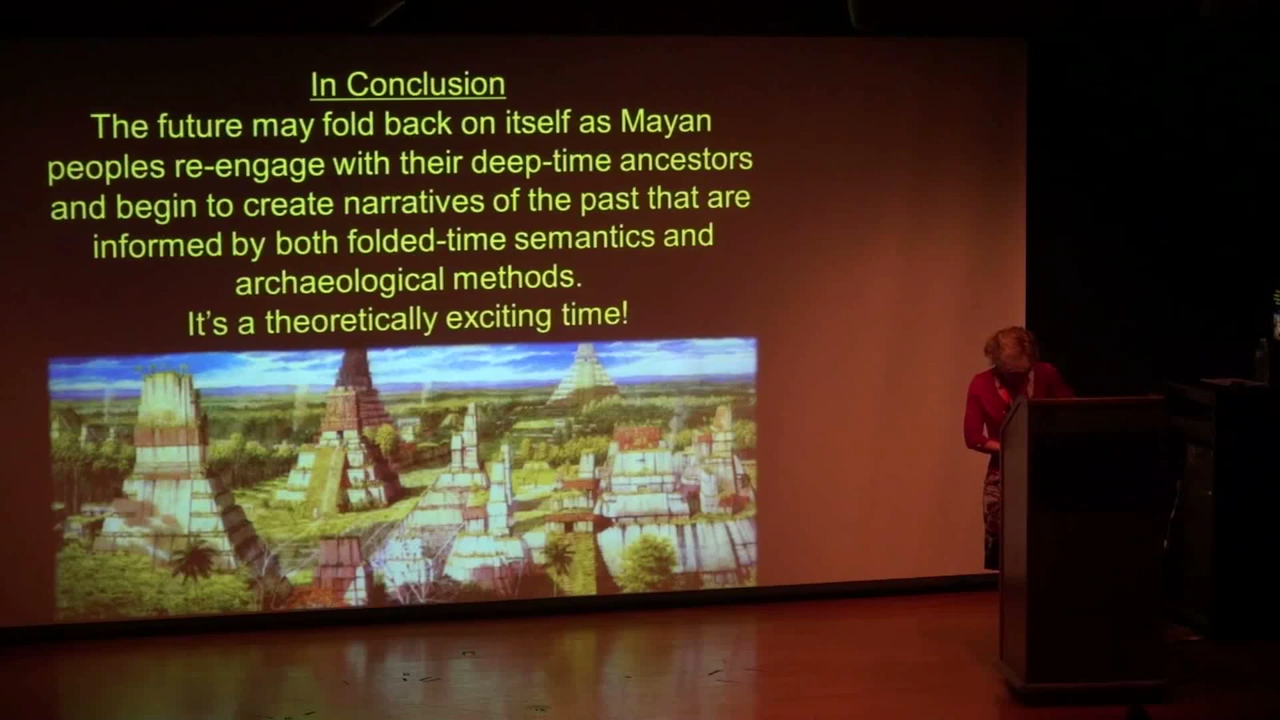 In Conclusion
The future may fold back on itself as Mayan
peoples re-engage with their deep-time ancestors
and begin to create narratives of the past that are
informed by both folded-time semantics and
archaeological methods.
It's a theoretically exciting time!